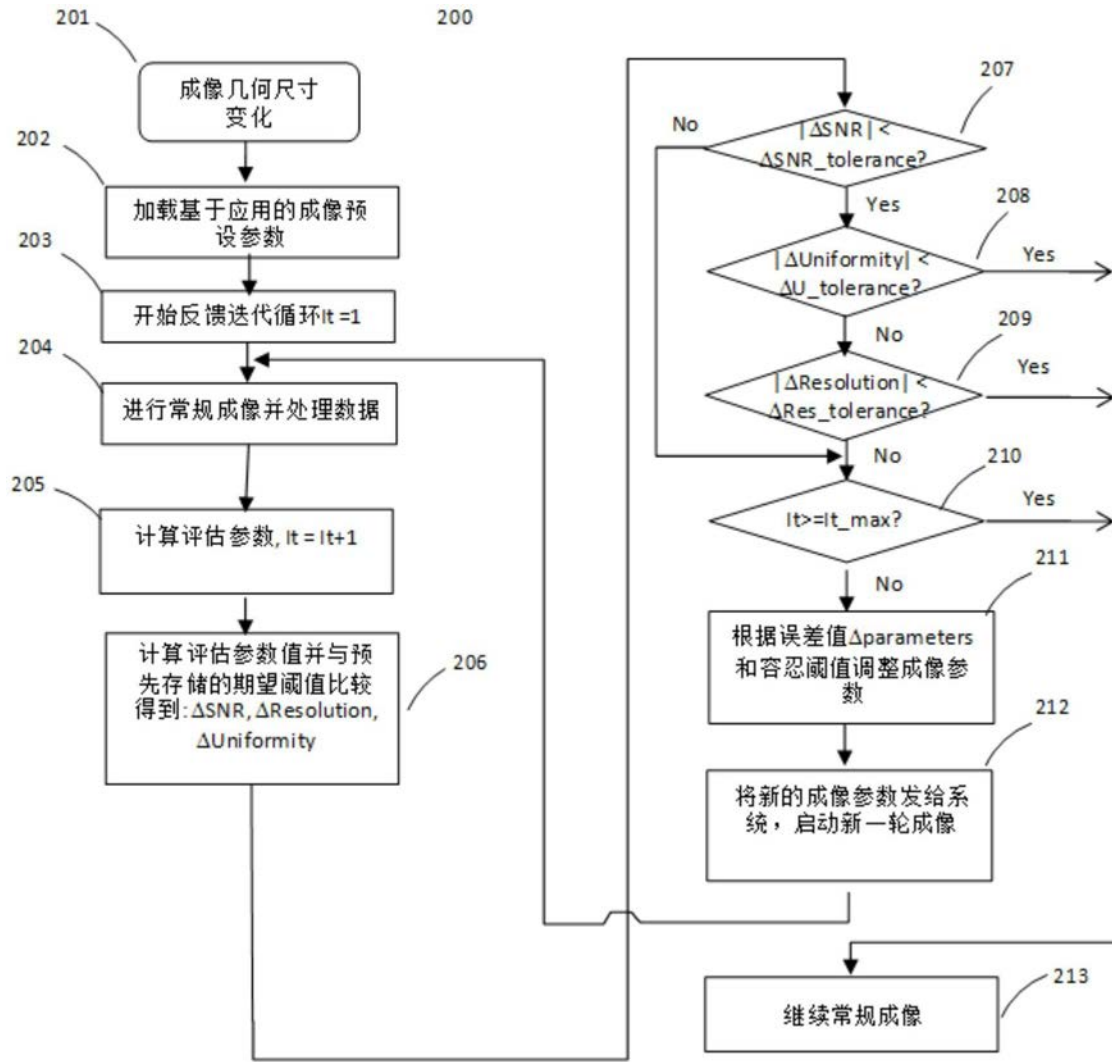 201
200
成像几何尺寸
变化
202
加载基于应用的成像预
设参数
203
开始反馈迭代循环It =1
204
进行常规成像并处理数据
205
计算评估参数, It = It+1
计算评估参数值并与预
先存储的期望阈值比较
得到:ΔSNR, ΔResolution,
ΔUniformity
206
207
No
|ΔSNR| <
ΔSNR_tolerance?
Yes
208
|ΔUniformity| <
ΔU_tolerance?
Yes
No
209
|ΔResolution| <
ΔRes_tolerance?
Yes
No
210
It>=It_max?
Yes
No
211
根据误差值Δparameters
和容忍阈值调整成像参
数
212
将新的成像参数发给系
统，启动新一轮成像
213
继续常规成像